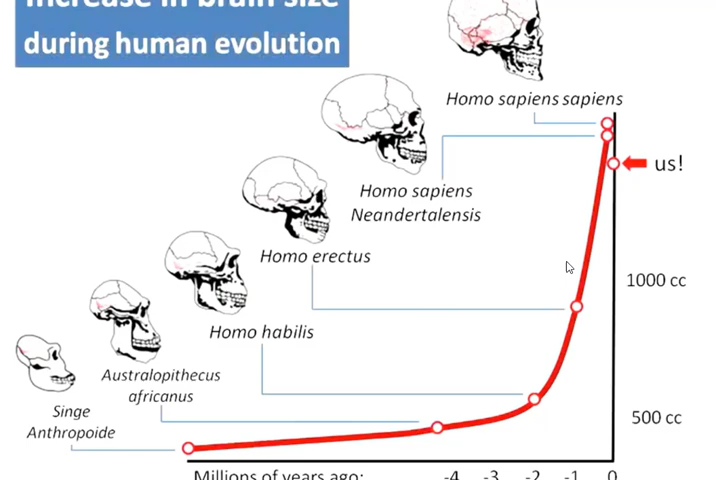 Increase in brain size
during human evolution
Homo sapiens sapiens
us!
Homo sapiens
Neandertalensis
Homo erectus
1000 cc
Homo habilis
Australopithecus
africanus
Singe
Anthropoide
500 cc
Millions of years ago: -4 -3 -2 -1 0